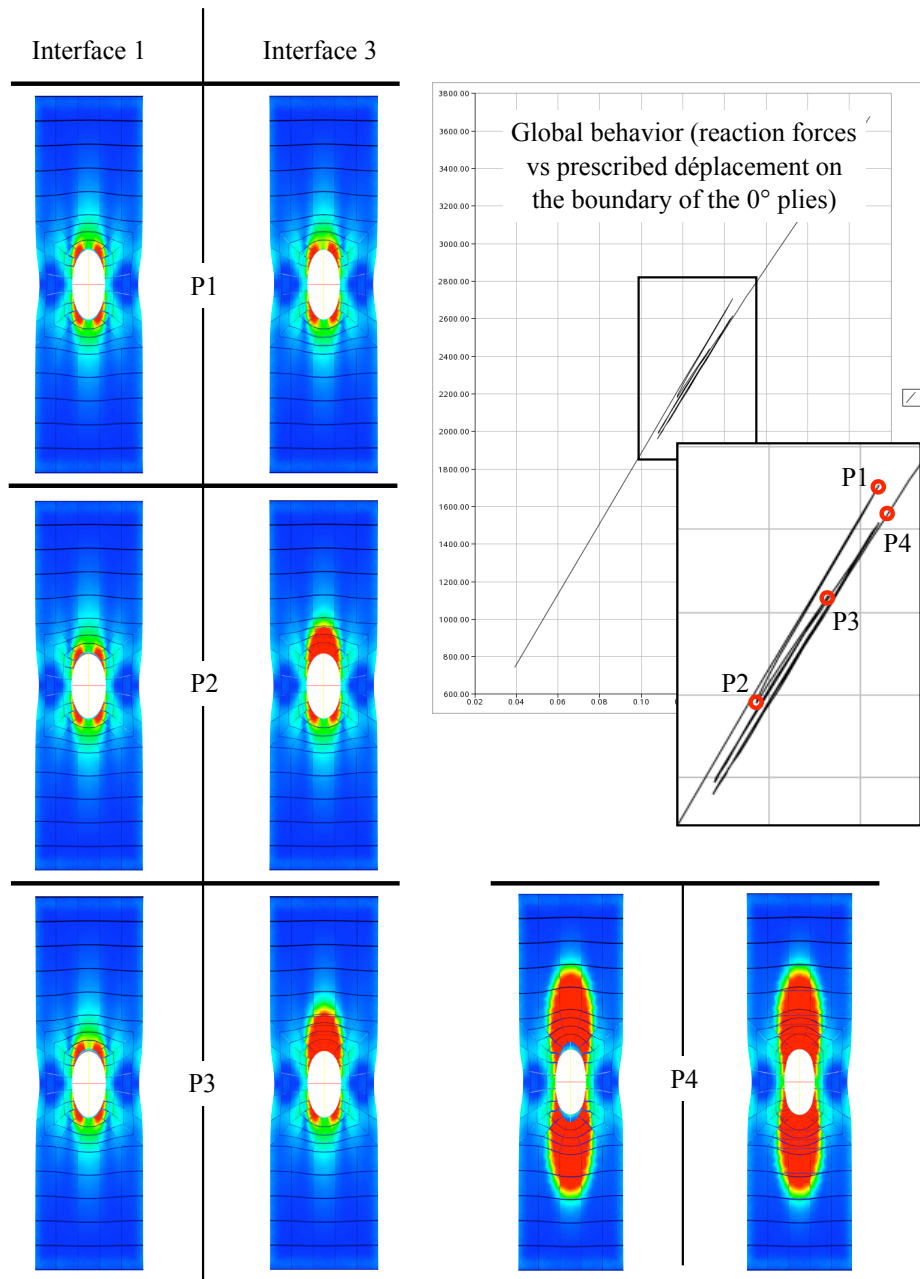 Interface 1
Interface 3
P1
P2
P3
3800.00
3600.00
3400.00
3200.00
3000.00
2800.00
2600.00
2400.00
2200.00
2000.00
1800.00
1600.00
1400.00
1200.00
1000.00
800.00
600.00
0.02
0.04
0.06
0.08
0.10
Global behavior (reaction forces
vs prescribed déplacement on
the boundary of the 0° plies)
P1
P4
P3
P2
P4